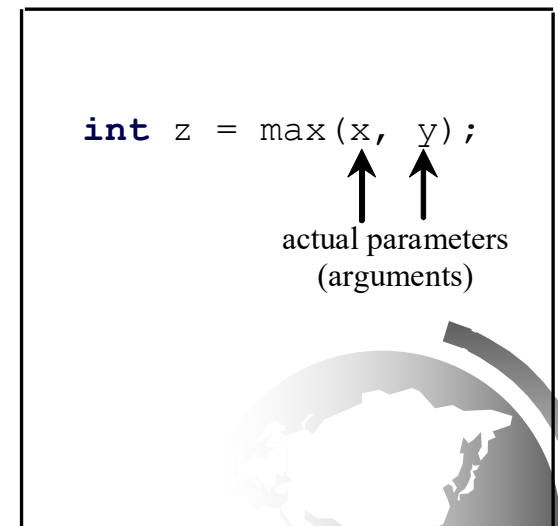 int z = max(x, y);
actual parameters
(arguments)